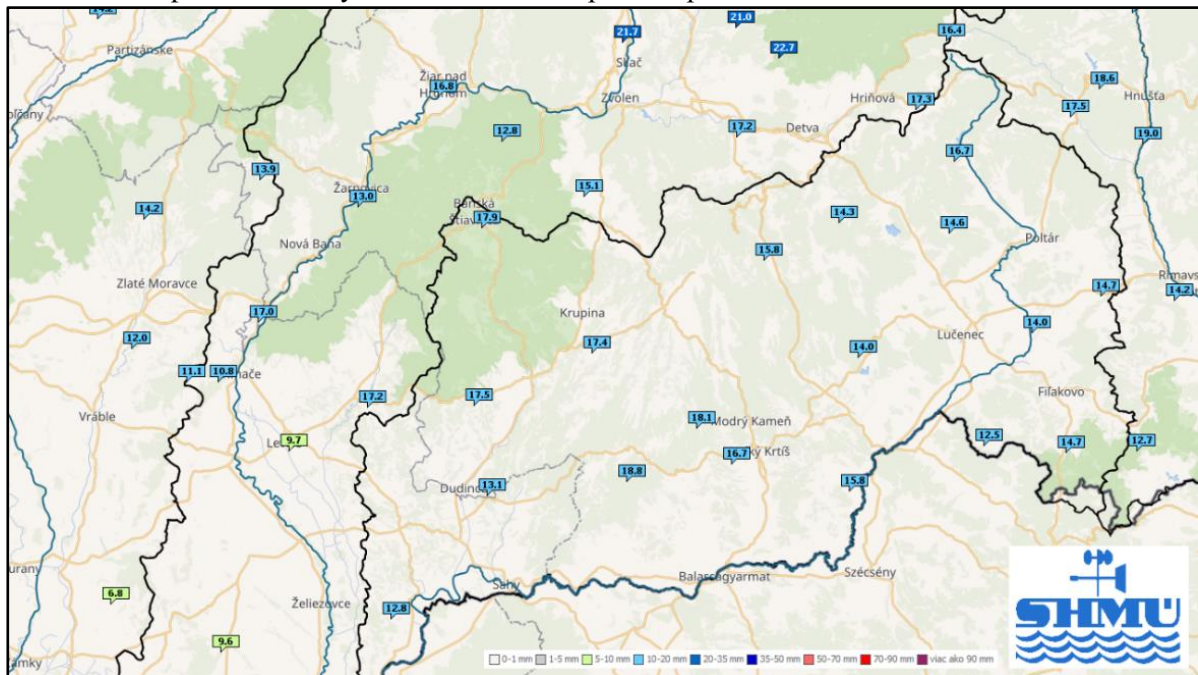 14.2
21.0
21.7
16.4
Partizánske
22.7
Skač
Žiar nad
Hronom
16.8
18.6
Hnúšťa
Zvolen
Hriňová
17.3
17.5
12.8
17.2
Detva
19.0
13.9
16.7
15.1
Žarnovica
13.0
14.2
Banská
17.9
14.3
14.6
Nová Baňa
15.8
Poltár
Zlaté Moravce
14.7
14.2
17.0
Krupina
14.0
12.0
17.4
14.0
Lučenec
11.1
10.8
17.2
17.5
Fiľakovo
Vráble
18.1
Modrý Kameň
9.7
12.5
14.7
12.7
16.7
Krtíš
18.8
15.8
Dudince
13.1
Balassagyarmat
Szécsény
Šahy
6.8
Želiezovce
12.8
9.6
SHMÚ
0-1 mm 1-5 mm 5-10 mm 10-20 mm 20-35 mm 35-50 mm 50-70 mm 70-90 mm viac ako 90 mm